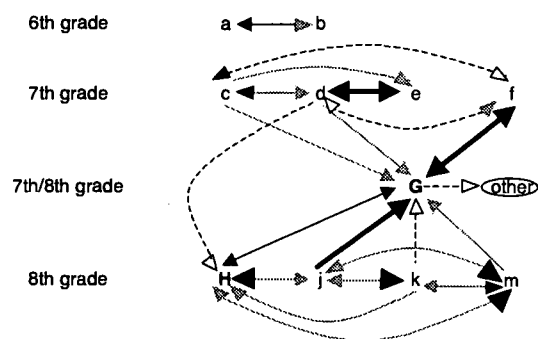 6th grade a b
7th grade c d e f
7th/8th grade G other
8th grade H j k m